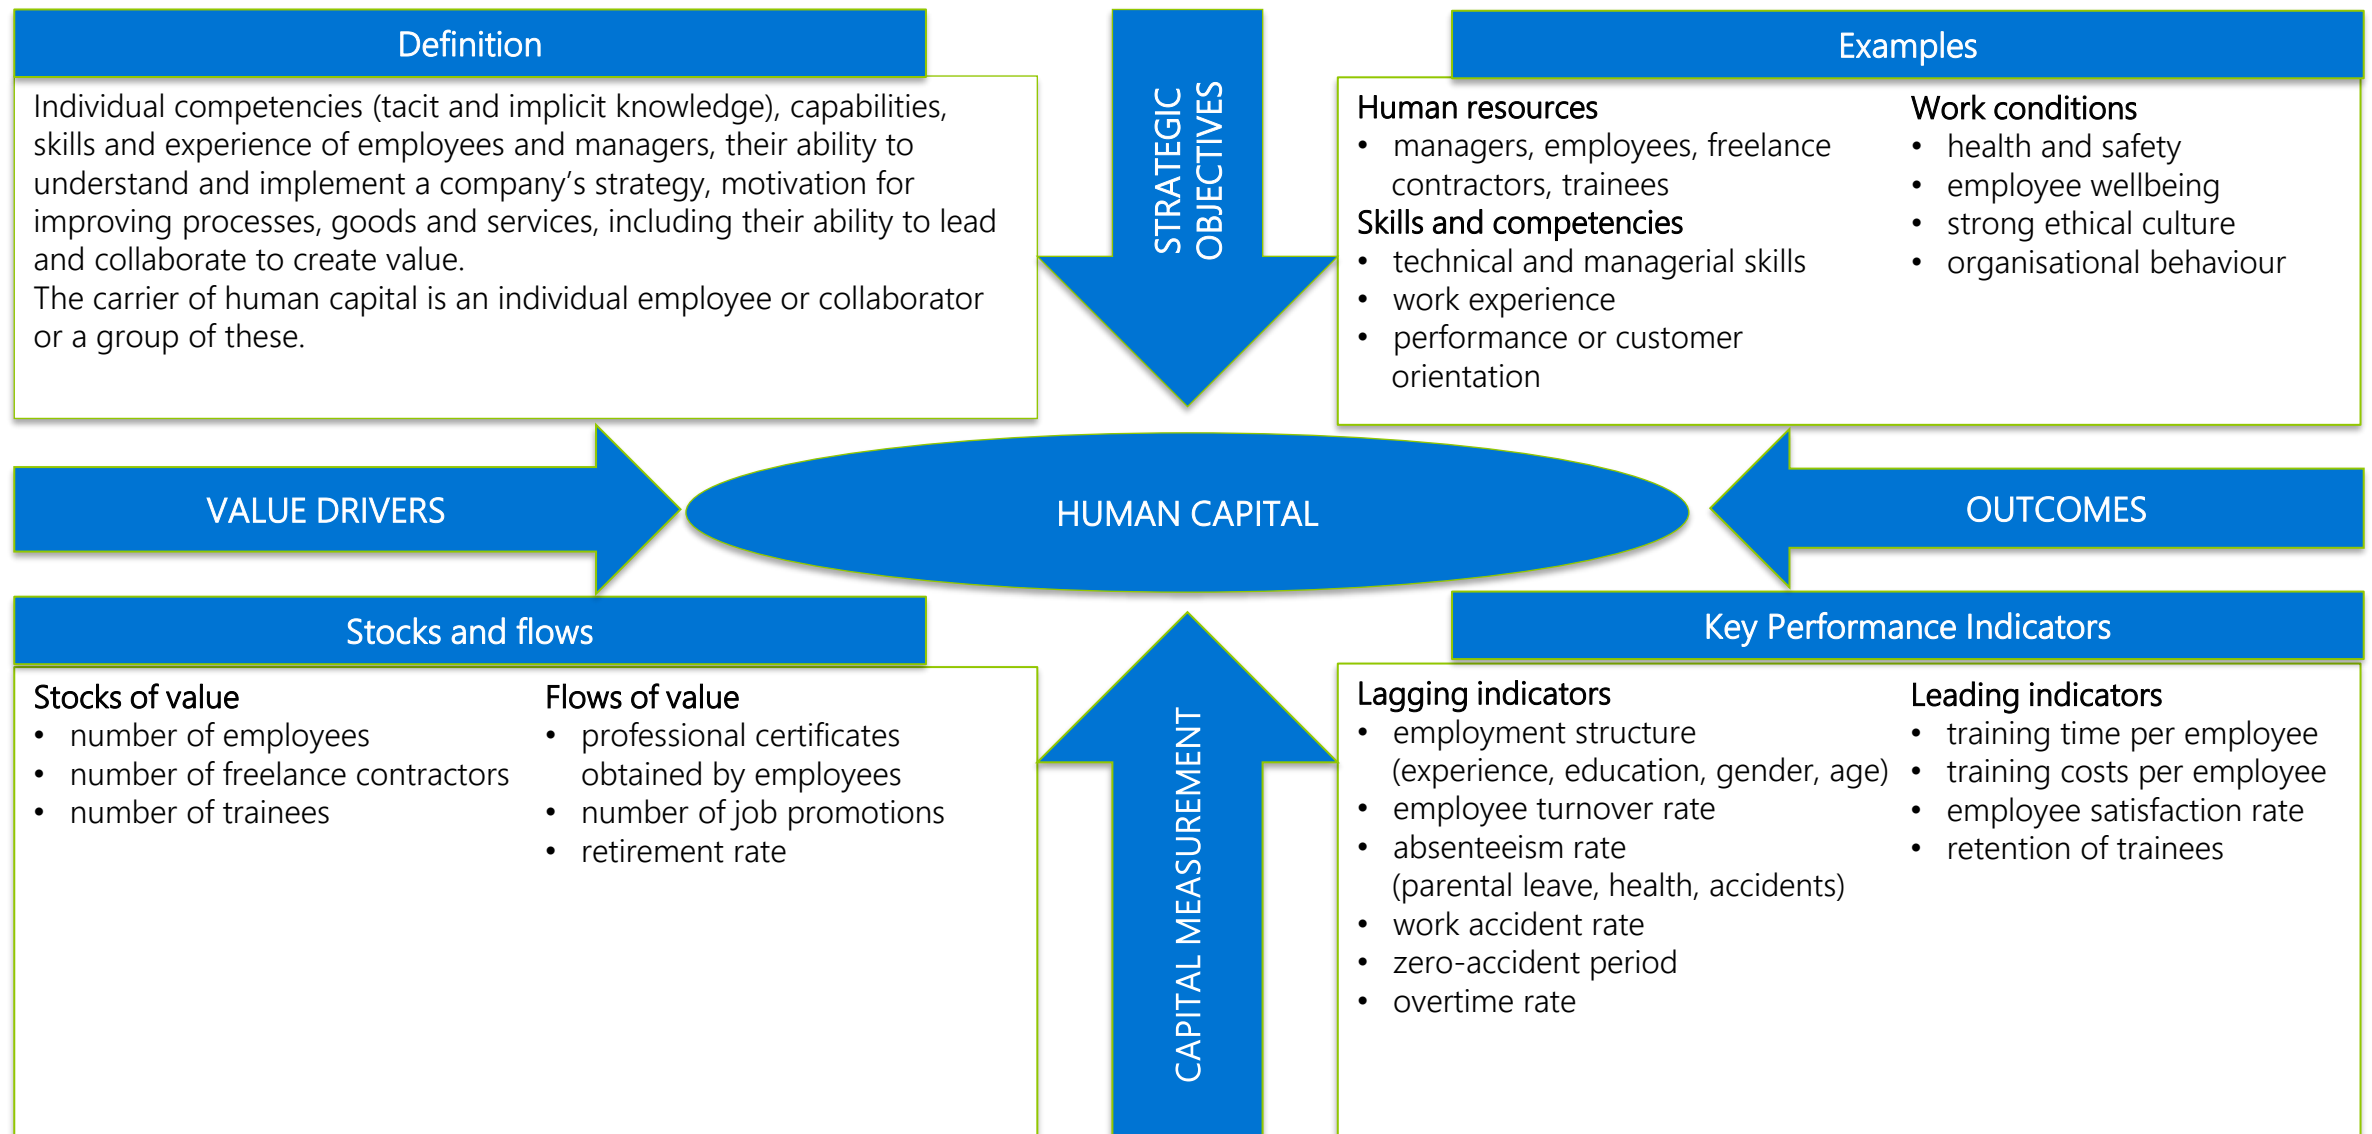 Definition
Individual competencies (tacit and implicit knowledge), capabilities,
skills and experience of employees and managers, their ability to
understand and implement a company’s strategy, motivation for
improving processes, goods and services, including their ability to lead
and collaborate to create value.
The carrier of human capital is an individual employee or collaborator
or a group of these.
STRATEGIC
OBJECTIVES
Examples
Human resources
• managers, employees, freelance
contractors, trainees
Skills and competencies
• technical and managerial skills
• work experience
• performance or customer
orientation
Work conditions
• health and safety
• employee wellbeing
• strong ethical culture
• organisational behaviour
VALUE DRIVERS
HUMAN CAPITAL
OUTCOMES
Stocks and flows
Stocks of value
• number of employees
• number of freelance contractors
• number of trainees
Flows of value
• professional certificates
obtained by employees
• number of job promotions
• retirement rate
CAPITAL MEASUREMENT
Key Performance Indicators
Lagging indicators
• employment structure
(experience, education, gender, age)
• employee turnover rate
• absenteeism rate
(parental leave, health, accidents)
• work accident rate
• zero-accident period
• overtime rate
Leading indicators
• training time per employee
• training costs per employee
• employee satisfaction rate
• retention of trainees